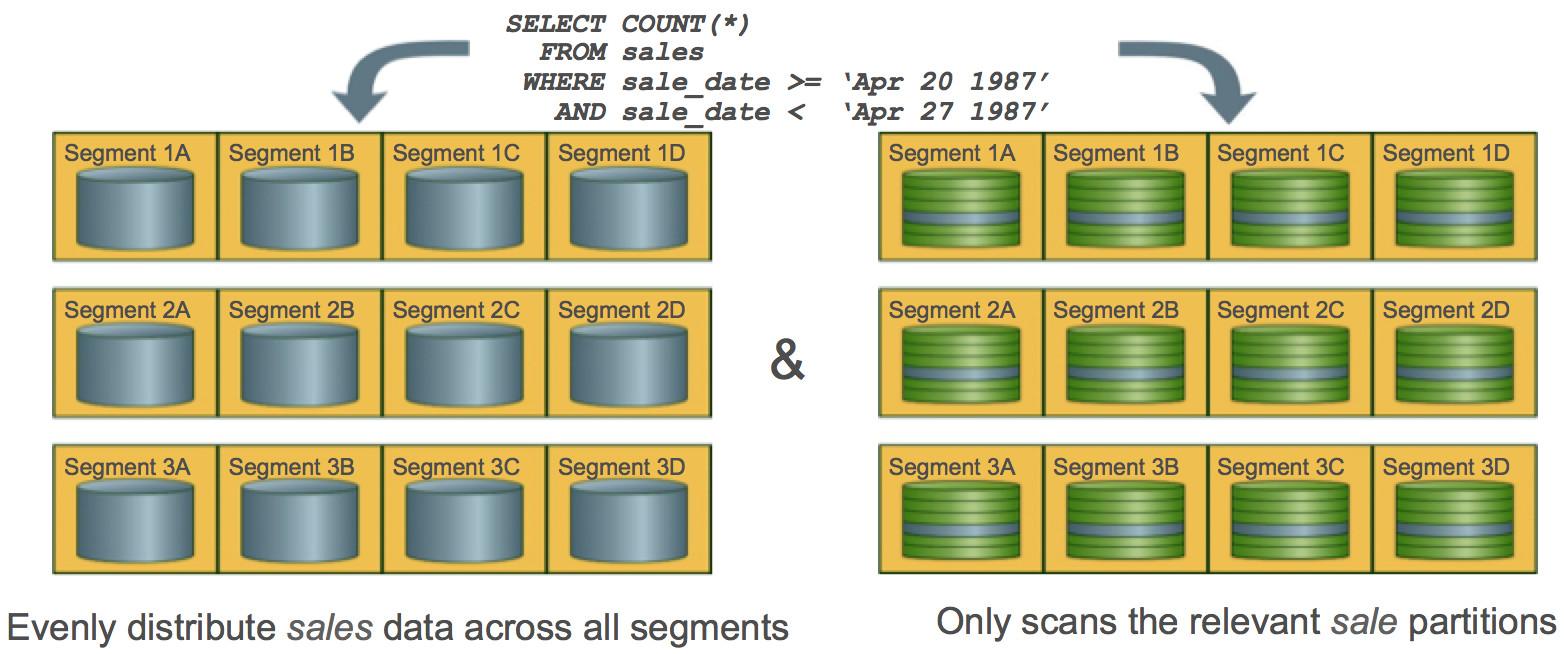 SELECT COUNT(*)
FROM sales
WHERE sale_date >= ‘Apr 20 1987’
AND sale_date < ‘Apr 27 1987’
Segment 1A Segment 1B Segment 1C Segment 1D
Segment 2A Segment 2B Segment 2C Segment 2D
Segment 3A Segment 3B Segment 3C Segment 3D
Evenly distribute sales data across all segments
&
Segment 1A Segment 1B Segment 1C Segment 1D
Segment 2A Segment 2B Segment 2C Segment 2D
Segment 3A Segment 3B Segment 3C Segment 3D
Only scans the relevant sale partitions